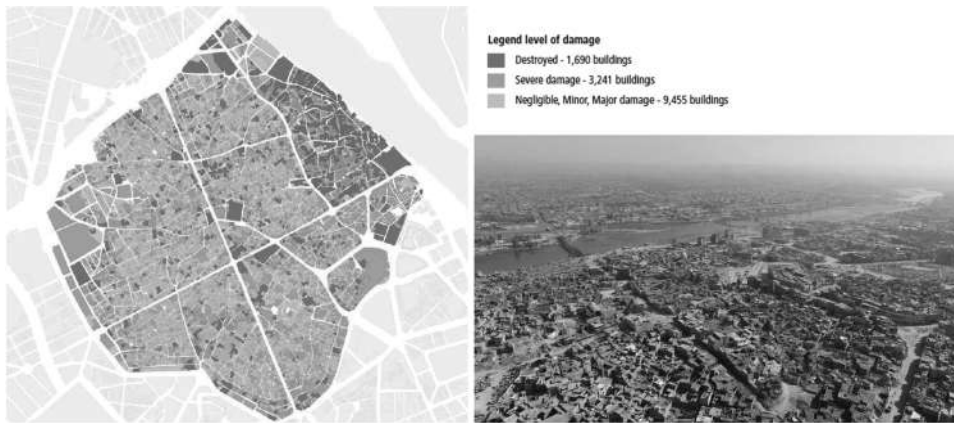 Legend level of damage
Destroyed - 1,690 buildings
Severe damage - 3,241 buildings
Negligible, Minor, Major damage - 9,455 buildings